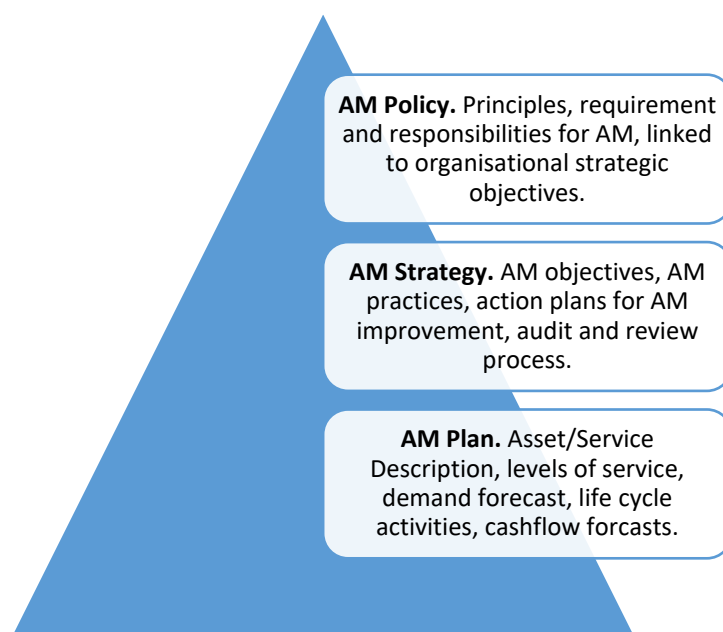 AM Policy. Principles, requirement
and responsibilities for AM, linked
to organisational strategic
objectives.
AM Strategy. AM objectives, AM
practices, action plans for AM
improvement, audit and review
process.
AM Plan. Asset/Service
Description, levels of service,
demand forecast, life cycle
activities, cashflow forcasts.